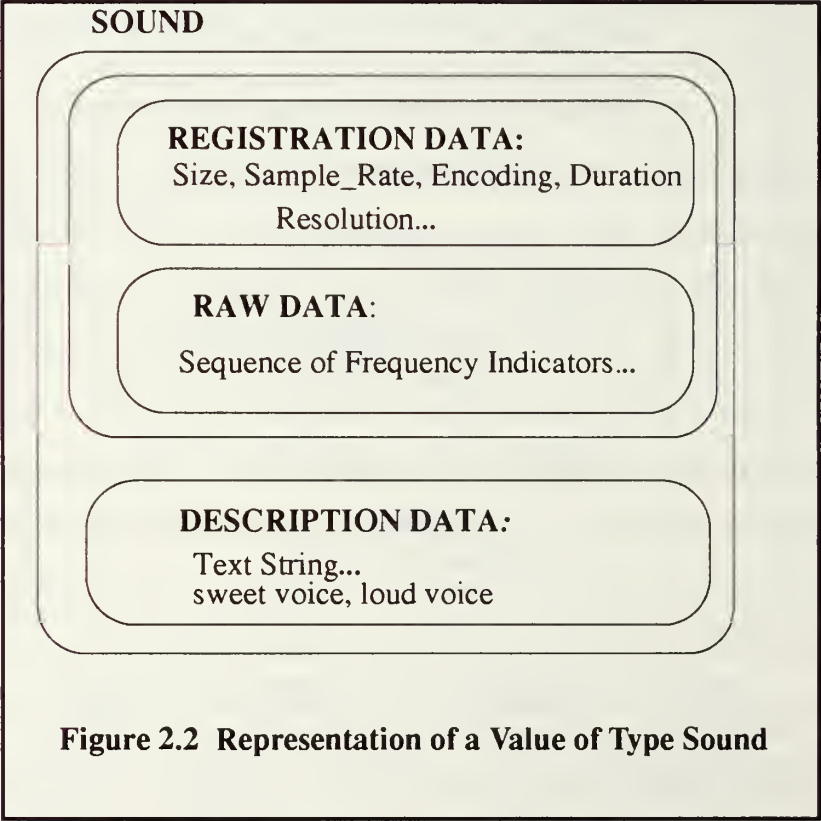 SOUND
REGISTRATION DATA:
Size, Sample_Rate, Encoding, Duration
Resolution...
RAW DATA:
Sequence of Frequency Indicators...
DESCRIPTION DATA:
Text String...
sweet voice, loud voice
Figure 2.2 Representation of a Value of Type Sound